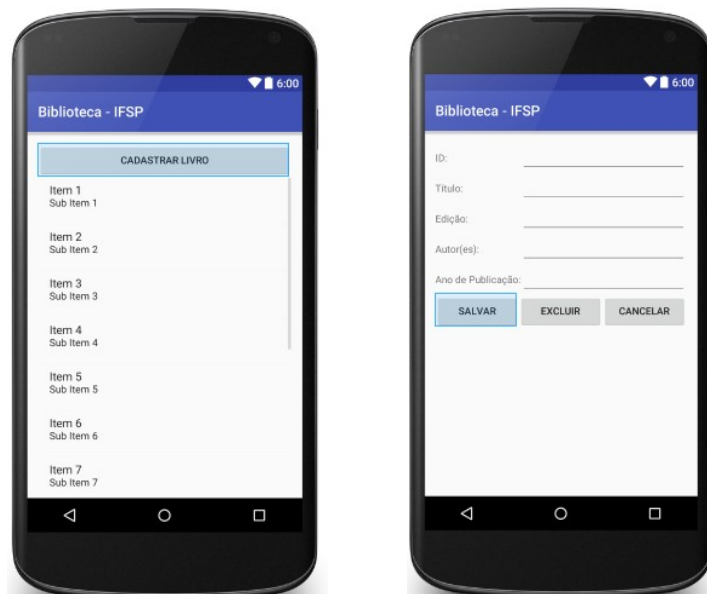 6:00
Biblioteca - IFSP
CADASTRAR LIVRO
Item 1
Sub Item 1
Item 2
Sub Item 2
Item 3
Sub Item 3
Item 4
Sub Item 4
Item 5
Sub Item 5
Item 6
Sub Item 6
Item 7
Sub Item 7
6:00
Biblioteca - IFSP
ID:
Título:
Edição:
Autor(es):
Ano de Publicação:
SALVAR EXCLUIR CANCELAR